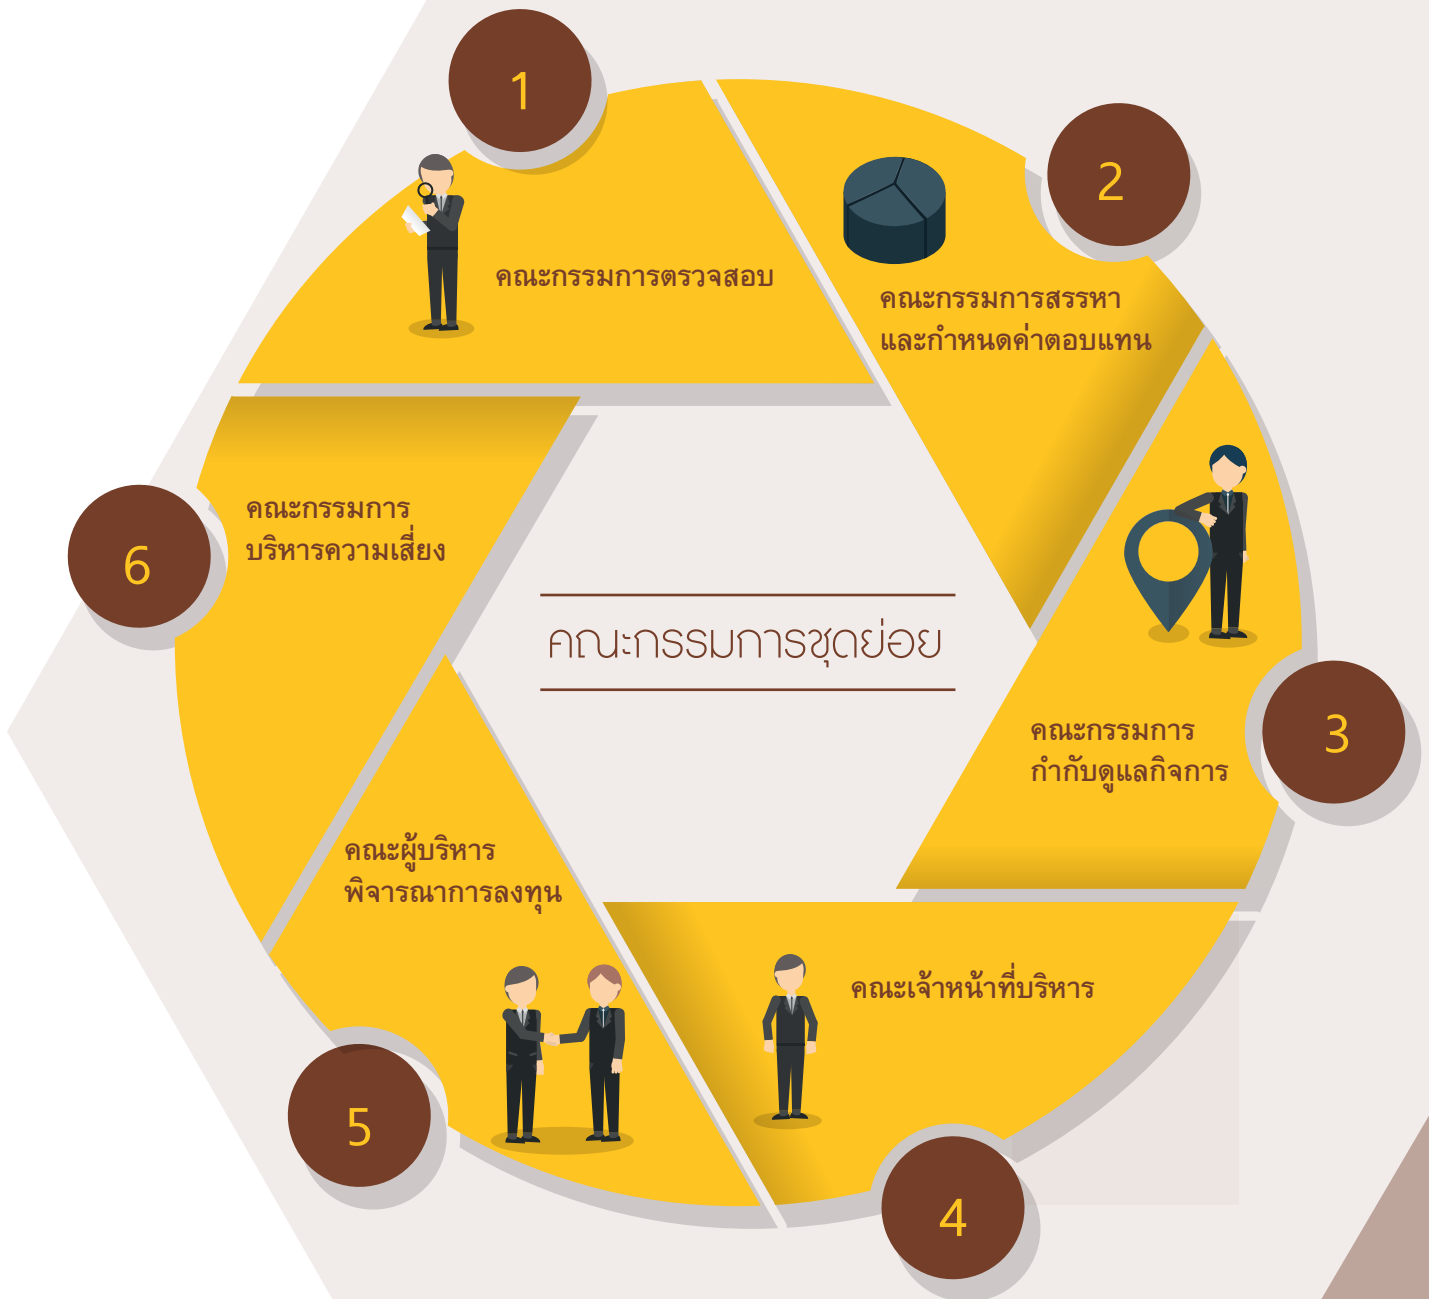 1
คณะกรรมการตรวจสอบ
2
คณะกรรมการสรรหา
และกำหนดค่าตอบแทน
3
คณะกรรมการ
กำกับดูแลกิจการ
4
คณะเจ้าหน้าที่บริหาร
5
คณะผู้บริหาร
พิจารณาการลงทุน
6
คณะกรรมการ
บริหารความเสี่ยง
คณะกรรมการชุดย่อย